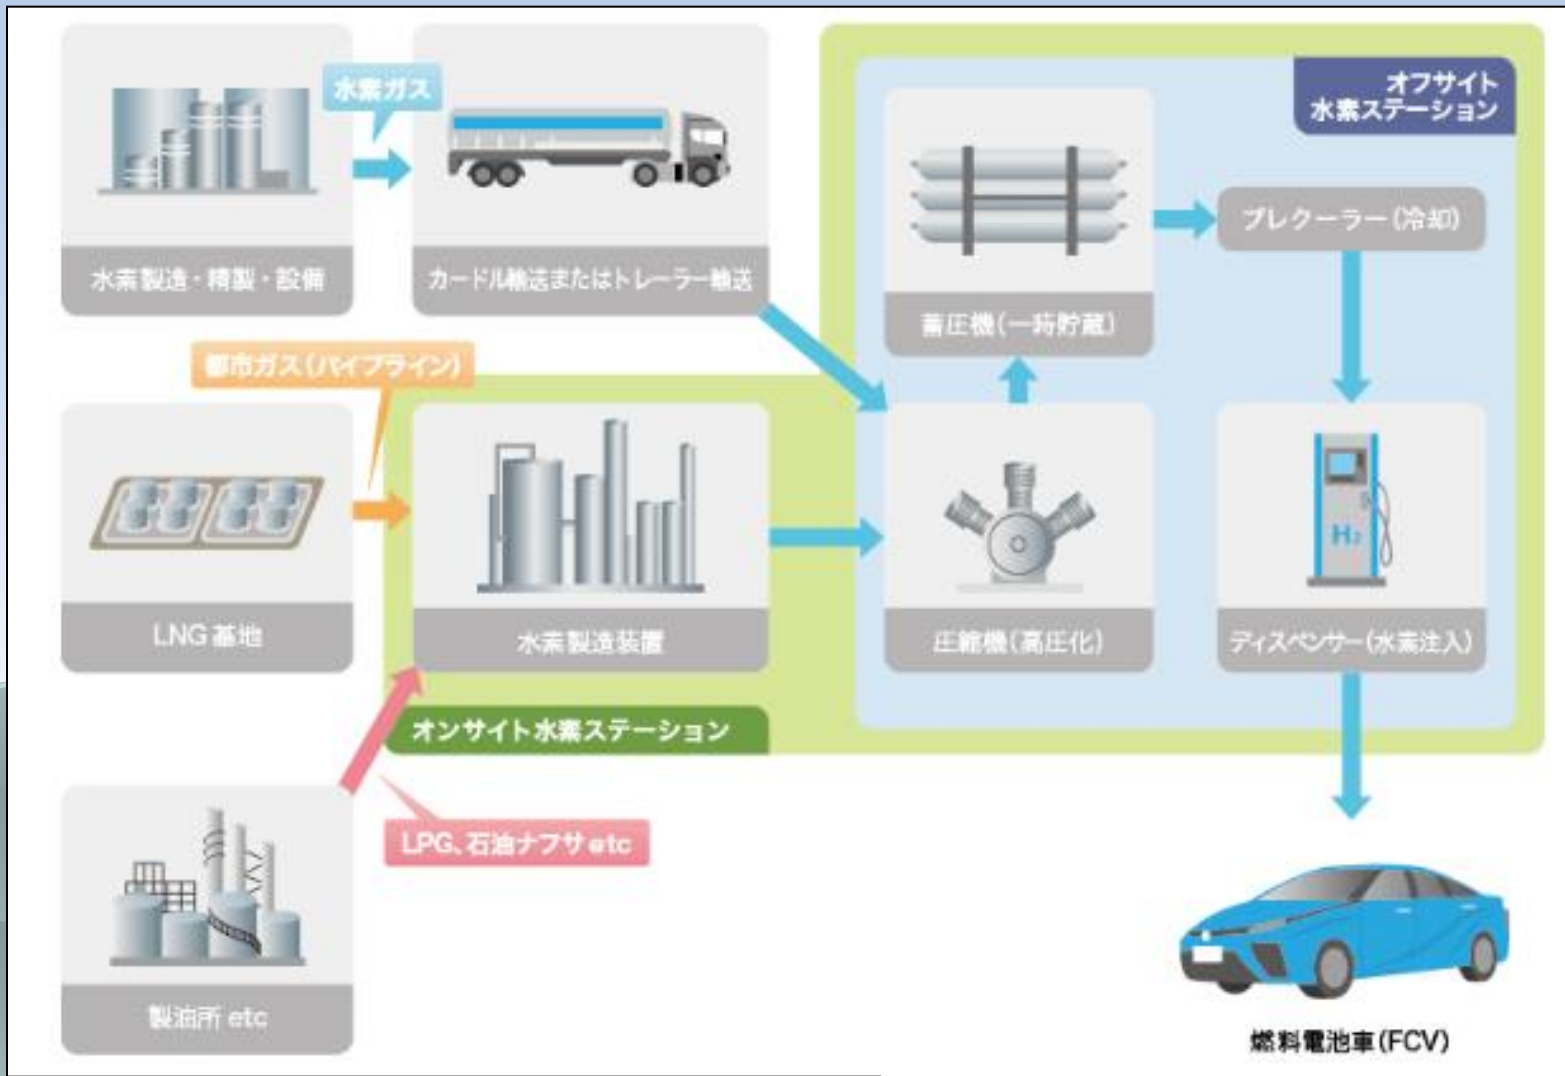 水素ガス
オフサイト
水素ステーション
プレクーラー(冷却)
水素製造・精製・設備
カードル輸送またはトレーラー輸送
蓄圧機(一時貯蔵)
都市ガス(パイプライン)
H2
LNG基地
水素製造装置
圧縮機(高圧化)
ディスペンサー(水素注入)
オンサイト水素ステーション
LPG、石油ナフサetc
製油所 etc
燃料電池車(FCV)